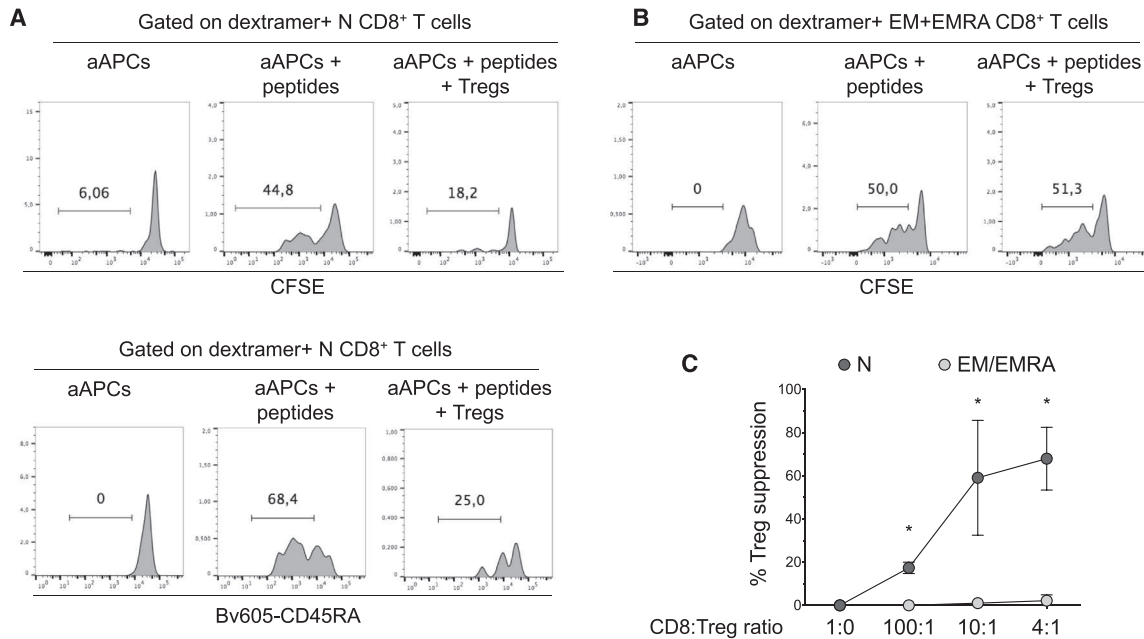 A
Gated on dextramer+ N CD8⁺ T cells
aAPCs
aAPCs +
peptides
aAPCs + peptides
+ Tregs
6,06
44,8
18,2
CFSE
B
Gated on dextramer+ EM+EMRA CD8⁺ T cells
aAPCs
aAPCs +
peptides
aAPCs + peptides
+ Tregs
0
50,0
51,3
CFSE
Gated on dextramer+ N CD8⁺ T cells
aAPCs
aAPCs +
peptides
aAPCs + peptides
+ Tregs
0
68,4
25,0
Bv605-CD45RA
C
N EM/EMRA
% Treg suppression
100
80
60
40
20
0
* * *
CD8:Treg ratio 1:0 100:1 10:1 4:1